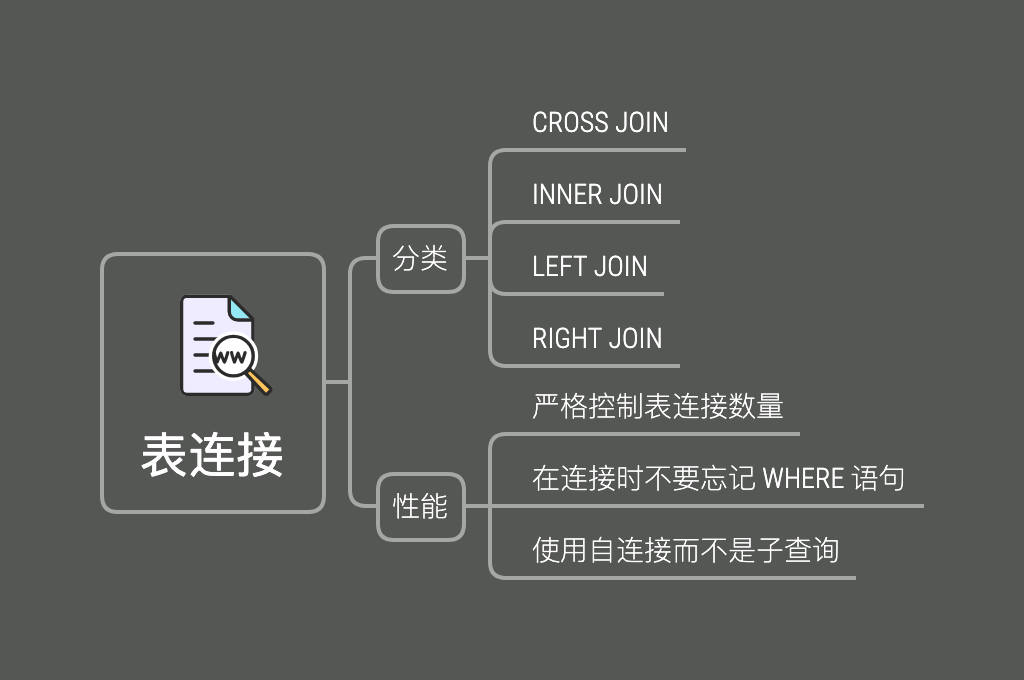 表连接
分类
CROSS JOIN
INNER JOIN
LEFT JOIN
RIGHT JOIN
性能
严格控制表连接数量
在连接时不要忘记 WHERE 语句
使用自连接而不是子查询
WW